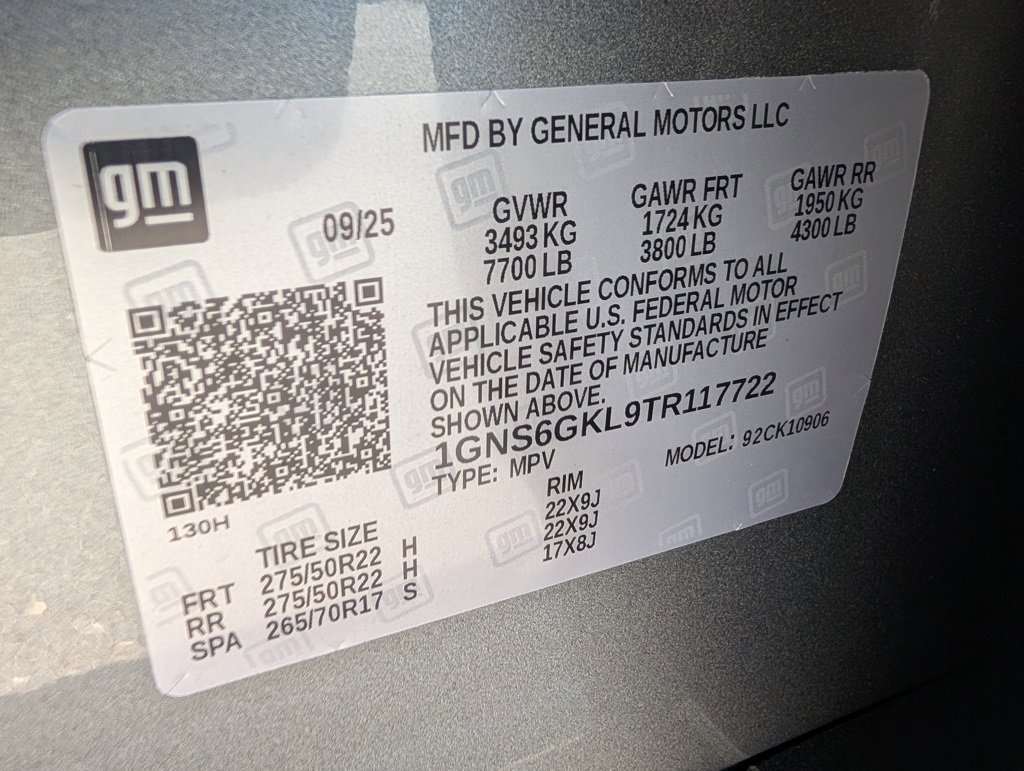 gm
MFD BY GENERAL MOTORS LLC
09/25
GVWR GAWR FRT GAWR RR
3493 KG 1724 KG 1950 KG
7700 LB 3800 LB 4300 LB
THIS VEHICLE CONFORMS TO ALL
APPLICABLE U.S. FEDERAL MOTOR
VEHICLE SAFETY STANDARDS IN EFFECT
ON THE DATE OF MANUFACTURE
SHOWN ABOVE.
1GNS6GKL9TR117722
TYPE: MPV MODEL: 92CK10906
130H
TIRE SIZE RIM
FRT 275/50R22 H 22X9J
RR 275/50R22 H 22X9J
SPA 265/70R17 S 17X8J